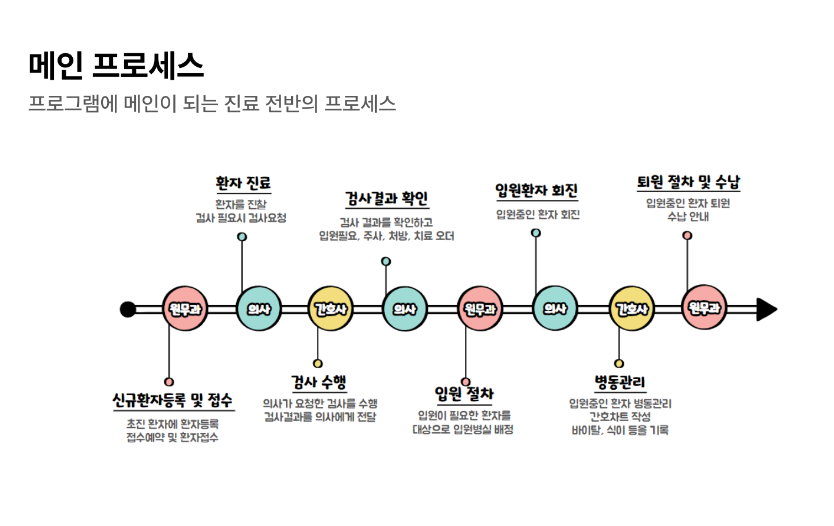 메인 프로세스
프로그램에 메인이 되는 진료 전반의 프로세스
환자 진료
환자를 진찰
검사 필요시 검사요청
검사결과 확인
검사 결과를 확인하고
입원필요, 주사, 처방, 치료 오더
입원환자 회진
입원중인 환자 회진
퇴원 절차 및 수납
입원중인 환자 퇴원
수납 안내
원무과
의사
간호사
의사
원무과
의사
간호사
원무과
신규환자등록 및 접수
초진 환자에 환자등록
접수예약 및 환자접수
검사 수행
의사가 요청한 검사를 수행
검사결과를 의사에게 전달
입원 절차
입원이 필요한 환자를
대상으로 입원병실 배정
병동관리
입원중인 환자 병동관리
간호차트 작성
바이탈, 식이 등을 기록